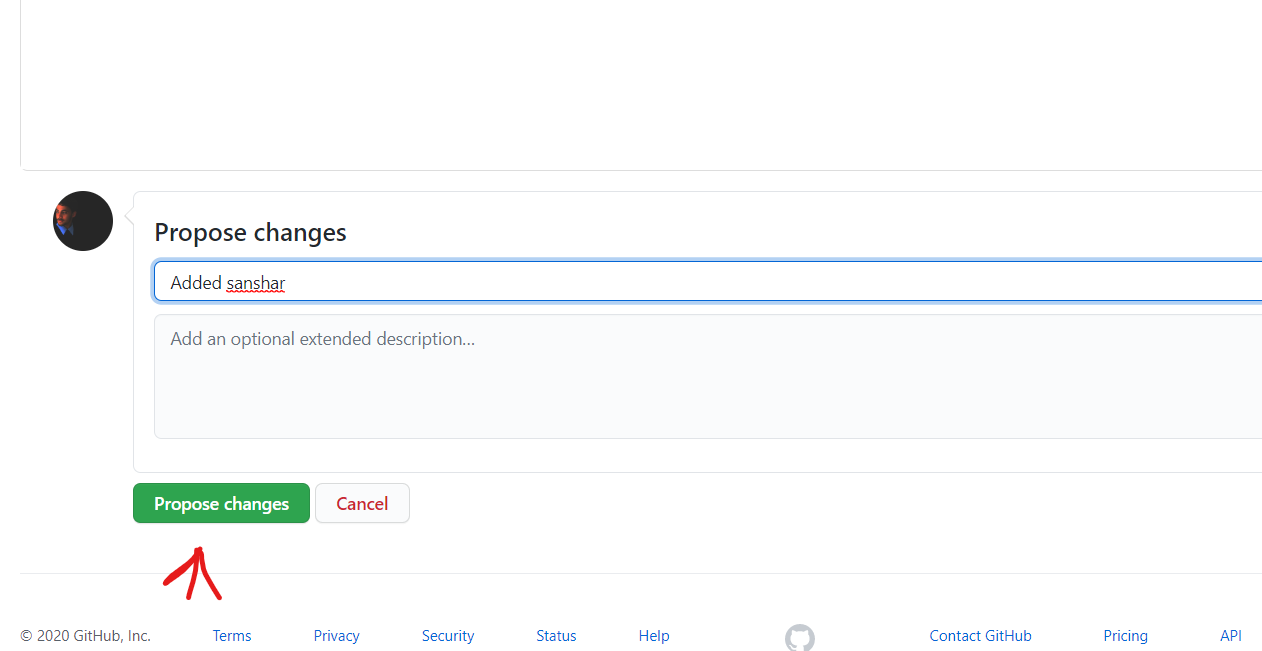 Propose changes
Added sanshar
Add an optional extended description...
Propose changes Cancel
© 2020 GitHub, Inc. Terms Privacy Security Status Help Contact GitHub Pricing API